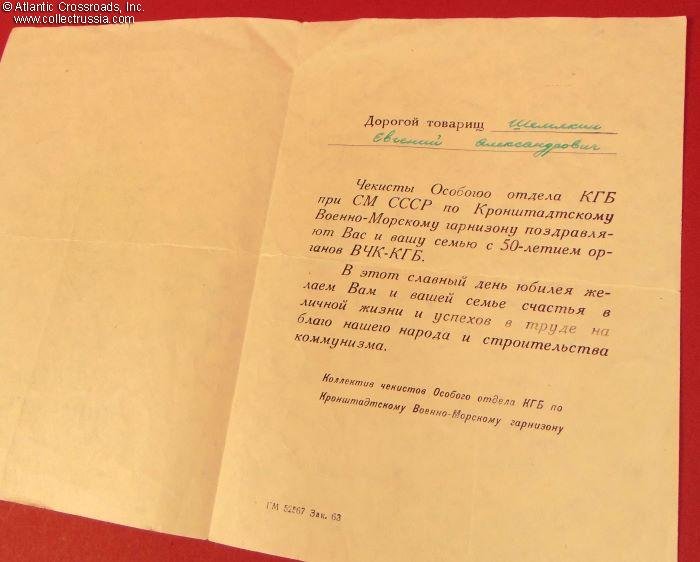 © Atlantic Crossroads, Inc.
www.collectrussia.com
Дорогой товарищ Шемякин
Евгений Александрович
Чекисты Особого отдела КГБ
при СМ СССР по Кронштадтскому
Военно-Морскому гарнизону поздравля-
ют Вас и вашу семью с 50-летием ор-
ганов ВЧК-КГБ.
В этот славный день юбилея же-
лаем Вам и вашей семье счастья в
личной жизни и успехов в труде на
благо нашего народа и строительства
коммунизма.
Коллектив чекистов Особого отдела КГБ по
Кронштадтскому Военно-Морскому гарнизону
ГМ 52567 Зак. 63